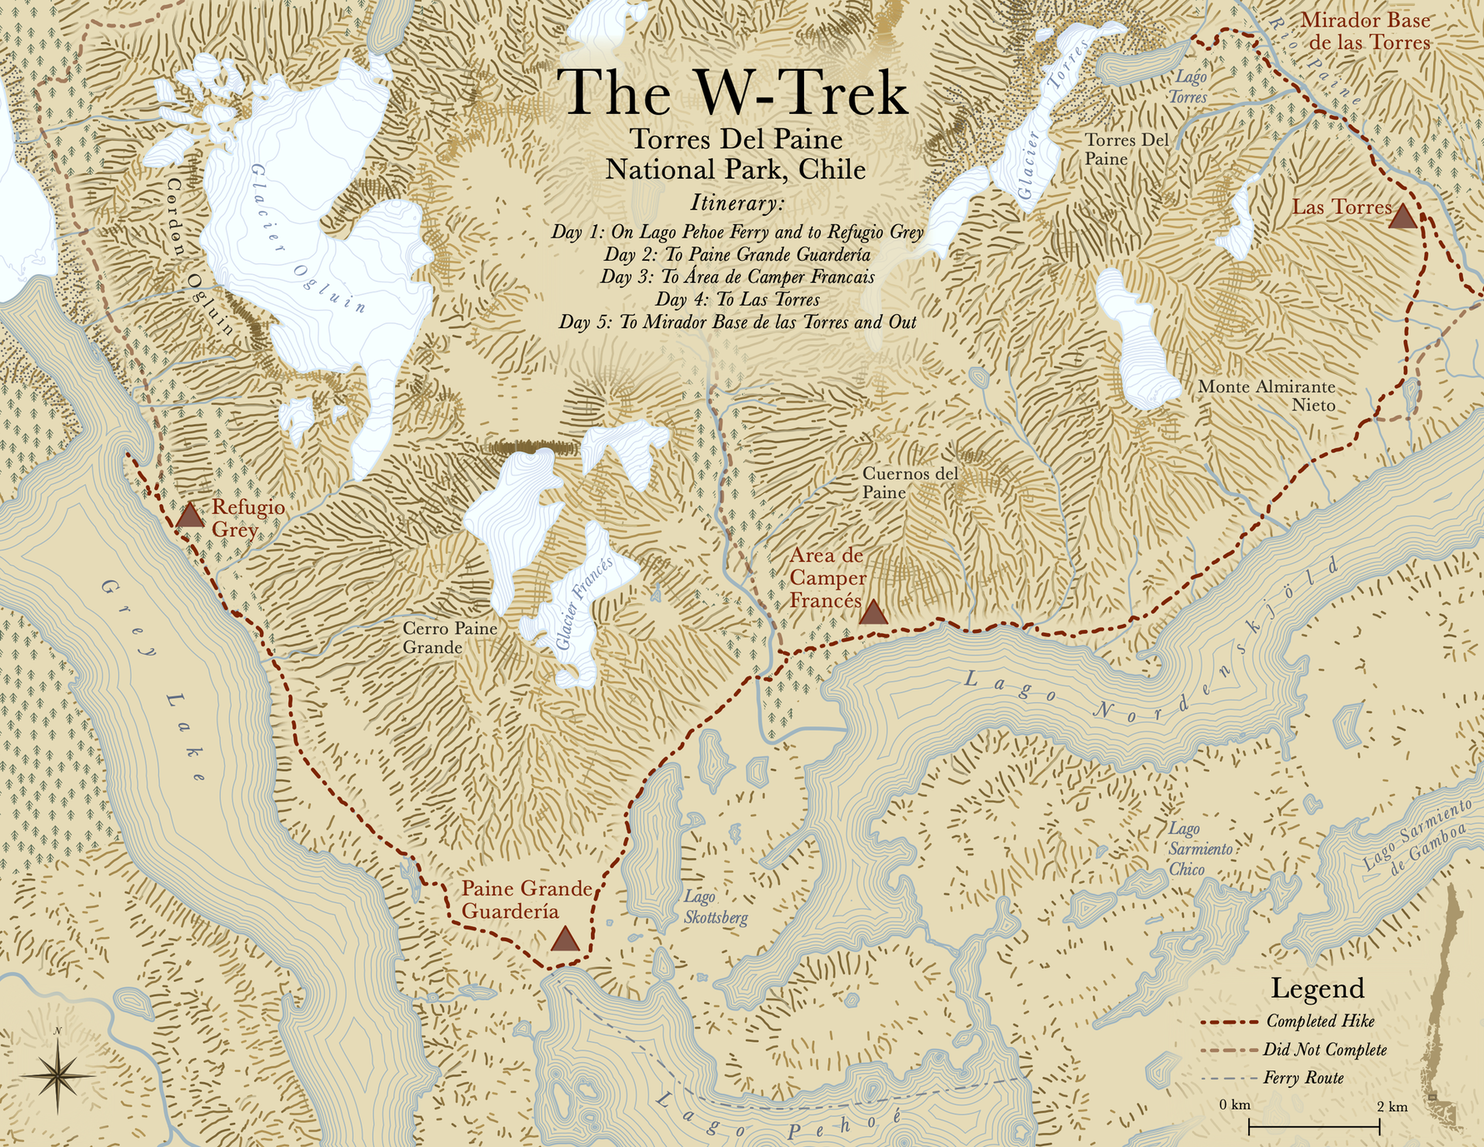 The W-Trek
Torres Del Paine
National Park, Chile
Itinerary:
Day 1: On Lago Pehoe Ferry and to Refugio Grey
Day 2: To Paine Grande Guardería
Day 3: To Área de Camper Francais
Day 4: To Las Torres
Day 5: To Mirador Base de las Torres and Out
Mirador Base
de las Torres
Rio Paine
Lago
Torres
Glacier Torres
Torres Del
Paine
Las Torres
Glacier Ogluin
Cordon Ogluin
Monte Almirante
Nieto
Cuernos del
Paine
Refugio
Grey
Area de
Camper
Francés
Glacier Francés
Cerro Paine
Grande
Grey Lake
Lago Nordenskjöld
Lago
Sarmiento
Chico
Lago Sarmiento
de Gamboa
Paine Grande
Guardería
Lago
Skottsberg
Lago Pehoé
N
Legend
Completed Hike
Did Not Complete
Ferry Route
0 km
2 km